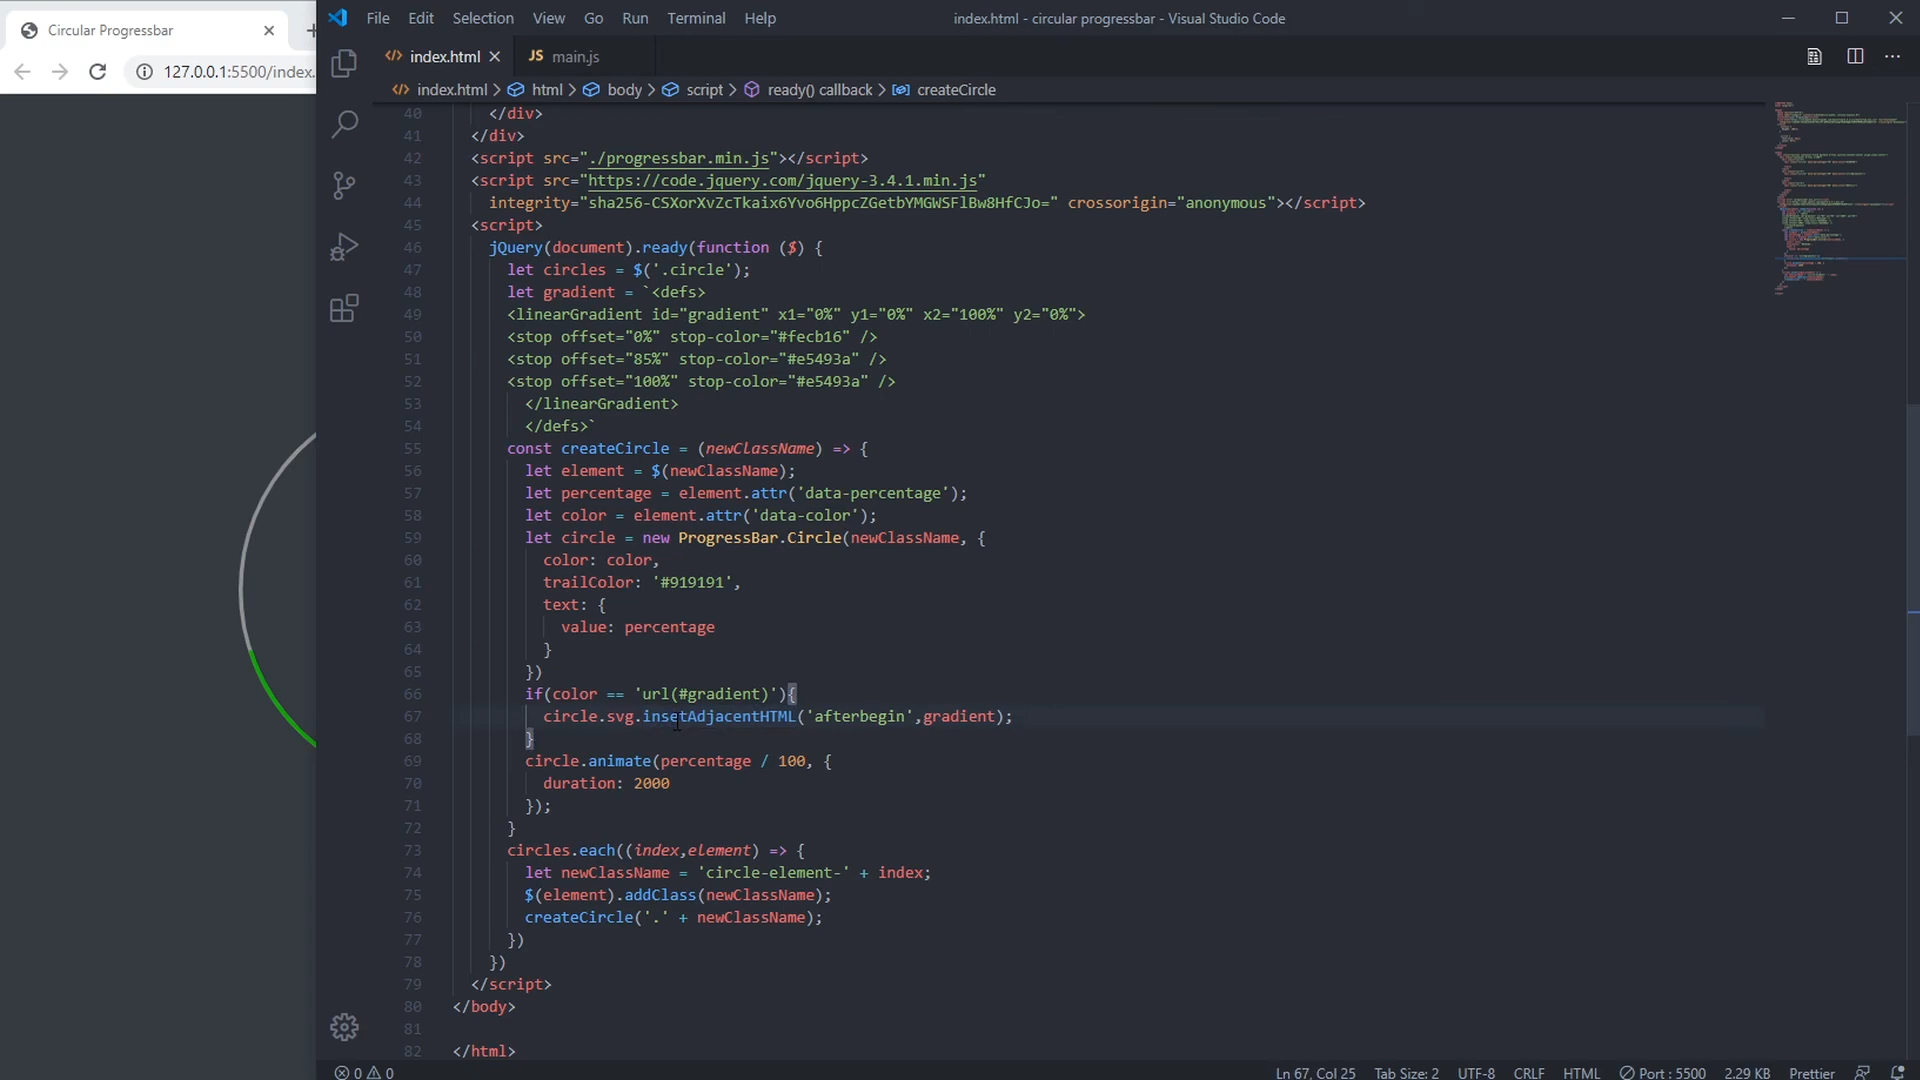 Circular Progressbar
127.0.0.1:5500/index.
File Edit Selection View Go Run Terminal Help
index.html - circular progressbar - Visual Studio Code
index.html
JS main.js
index.html > html > body > script > ready() callback > createCircle
40 </div>
41 </div>
42 <script src="./progressbar.min.js"></script>
43 <script src="https://code.jquery.com/jquery-3.4.1.min.js"
44 integrity="sha256-CSXorXvZcTkaix6Yvo6HppcZGetbYMGWSFlBw8HfCJo=" crossorigin="anonymous"></script>
45 <script>
46 jQuery(document).ready(function ($) {
47 let circles = $('.circle');
48 let gradient = `<defs>
49 <linearGradient id="gradient" x1="0%" y1="0%" x2="100%" y2="0%">
50 <stop offset="0%" stop-color="#fecb16" />
51 <stop offset="85%" stop-color="#e5493a" />
52 <stop offset="100%" stop-color="#e5493a" />
53 </linearGradient>
54 </defs>`
55 const createCircle = (newClassName) => {
56 let element = $(newClassName);
57 let percentage = element.attr('data-percentage');
58 let color = element.attr('data-color');
59 let circle = new ProgressBar.Circle(newClassName, {
60 color: color,
61 trailColor: '#919191',
62 text: {
63 value: percentage
64 }
65 })
66 if(color == 'url(#gradient)'){
67 circle.svg.insetAdjacentHTML('afterbegin',gradient);
68 }
69 circle.animate(percentage / 100, {
70 duration: 2000
71 });
72 }
73 circles.each((index,element) => {
74 let newClassName = 'circle-element-' + index;
75 $(element).addClass(newClassName);
76 createCircle('.' + newClassName);
77 })
78 })
79 </script>
80 </body>
81
82 </html>
0 0 Ln 67, Col 25 Tab Size: 2 UTF-8 CRLF HTML Port : 5500 2.29 KB Prettier